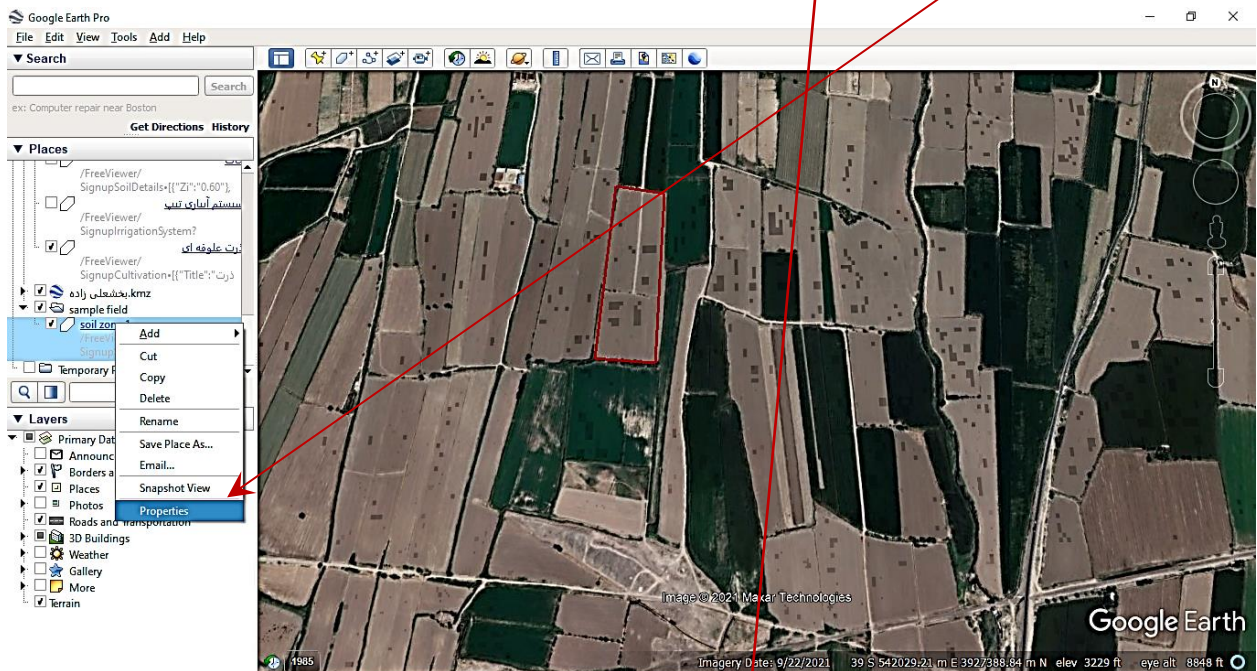 Google Earth Pro
File Edit View Tools Add Help
▼ Search
Search
ex: Computer repair near Boston
Get Directions History
▼ Places
/FreeViewer/
SignupSoilDetails•[{"Zi":"0.60"},
سیستم آبیاری تیپ
/FreeViewer/
SignupIrrigationSystem?
ذرت علوفه ای
/FreeViewer/
SignupCultivation•[{"Title":"ذرت
بخشعلی زاده.kmz
sample field
soil zone
Signup
Temporary
Add
Cut
Copy
Delete
Rename
Save Place As...
Email...
Snapshot View
Properties
▼ Layers
Primary Dat
Announc
Borders a
Places
Photos
Roads and Transportation
3D Buildings
Weather
Gallery
More
Terrain
N
Image © 2021 Maxar Technologies
Google Earth
1985
Imagery Date: 9/22/2021 39 S 542029.21 m E 3927388.84 m N elev 3229 ft eye alt 8848 ft